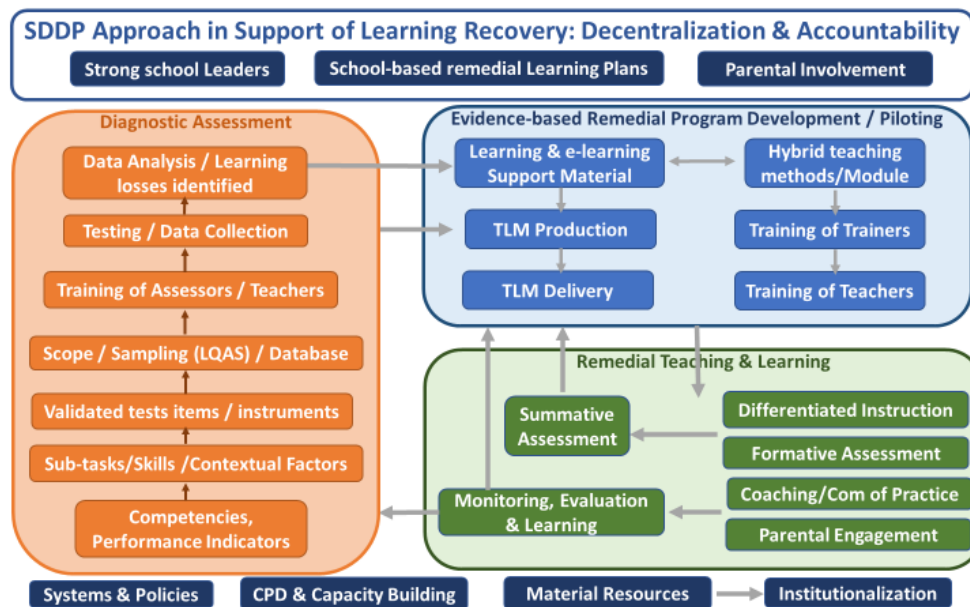 SDDP Approach in Support of Learning Recovery: Decentralization & Accountability
Strong school Leaders
School-based remedial Learning Plans
Parental Involvement
Diagnostic Assessment
Data Analysis / Learning
losses identified
Testing / Data Collection
Training of Assessors / Teachers
Scope / Sampling (LQAS) / Database
Validated tests items / instruments
Sub-tasks/Skills /Contextual Factors
Competencies,
Performance Indicators
Evidence-based Remedial Program Development / Piloting
Learning & e-learning
Support Material
Hybrid teaching
methods/Module
TLM Production
Training of Trainers
TLM Delivery
Training of Teachers
Remedial Teaching & Learning
Summative
Assessment
Differentiated Instruction
Formative Assessment
Monitoring, Evaluation
& Learning
Coaching/Com of Practice
Parental Engagement
Systems & Policies
CPD & Capacity Building
Material Resources
Institutionalization